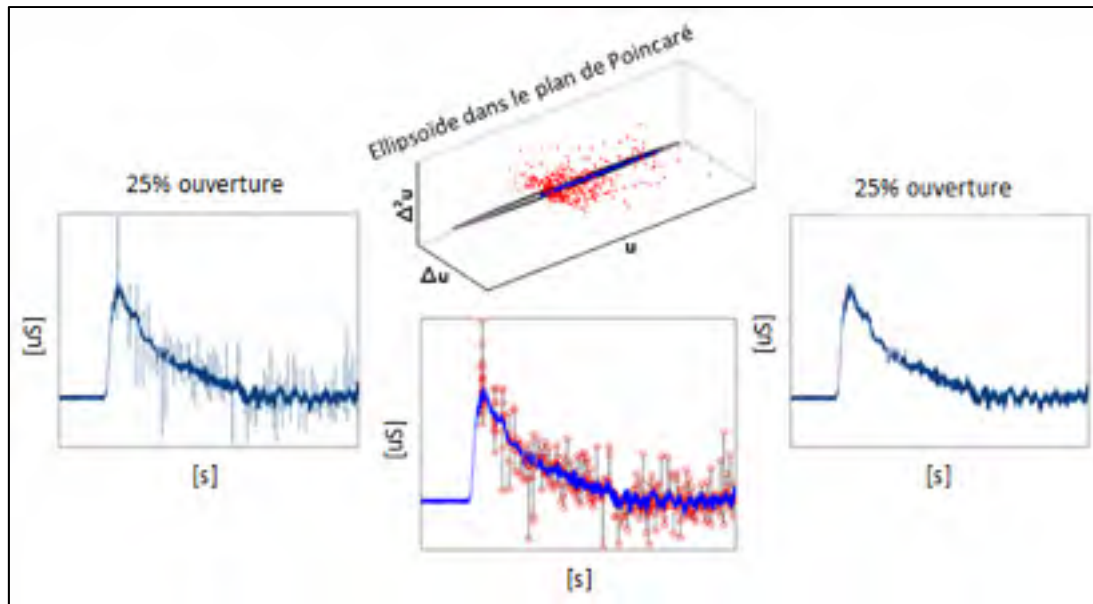 Ellipsoïde dans le plan de Poincaré
25% ouverture
Δ²u
Δu
u
25% ouverture
[uS]
[s]
[uS]
[s]
[uS]
[s]